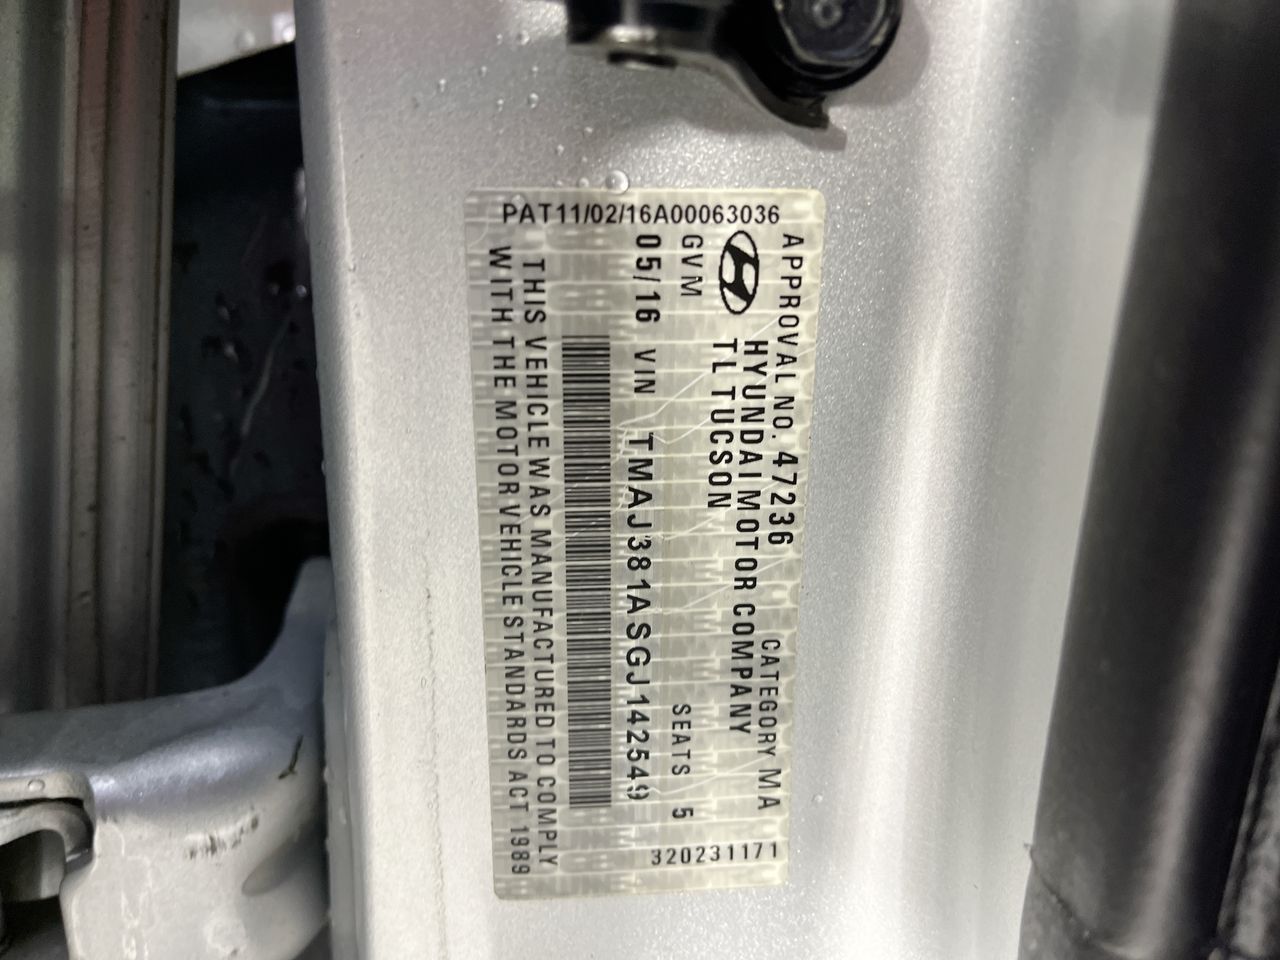 PAT11/02/16A00063036
APPROVAL NO. 47236 CATEGORY MA
HYUNDAI MOTOR COMPANY
TL TUCSON
GVM SEATS 5
05/16 VIN TMAJ381ASGJ142549
THIS VEHICLE WAS MANUFACTURED TO COMPLY
WITH THE MOTOR VEHICLE STANDARDS ACT 1989
320231171